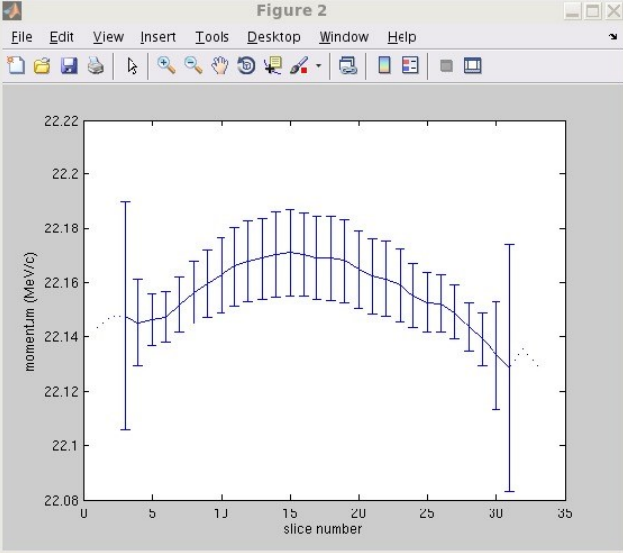 Figure 2
File Edit View Insert Tools Desktop Window Help
22.22
22.2
22.18
22.16
22.14
22.12
22.1
22.08
momentum (MeV/c)
0 5 10 15 20 25 30 35
slice number